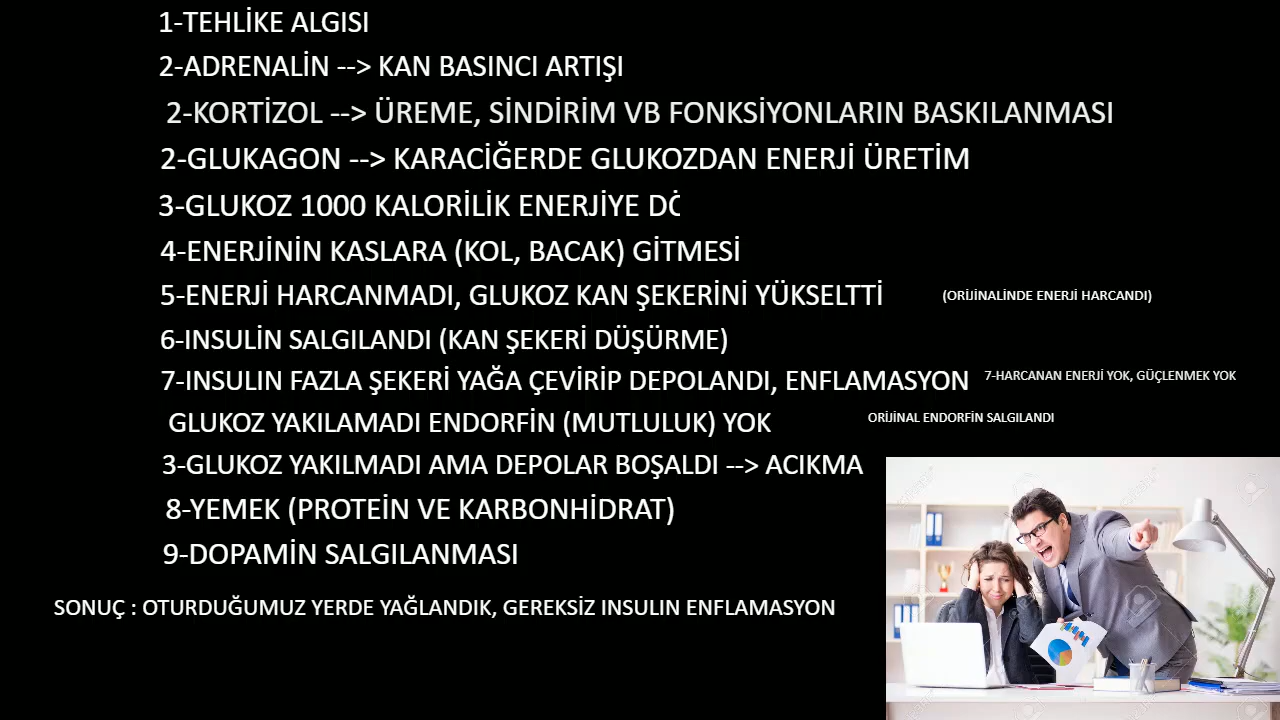 1-TEHLİKE ALGISI
2-ADRENALİN --> KAN BASINCI ARTIŞI
2-KORTİZOL --> ÜREME, SİNDİRİM VB FONKSİYONLARIN BASKILANMASI
2-GLUKAGON --> KARACİĞERDE GLUKOZDAN ENERJİ ÜRETİM
3-GLUKOZ 1000 KALORİLİK ENERJİYE
4-ENERJİNİN KASLARA (KOL, BACAK) GİTMESİ
5-ENERJİ HARCANMADI, GLUKOZ KAN ŞEKERİNİ YÜKSELTTİ (ORİJİNALİNDE ENERJİ HARCANDI)
6-INSULİN SALGILANDI (KAN ŞEKERİ DÜŞÜRME)
7-INSULIN FAZLA ŞEKERİ YAĞA ÇEVİRİP DEPOLANDI, ENFLAMASYON 7-HARCANAN ENERJİ YOK, GÜÇLENMEK YOK
GLUKOZ YAKILAMADI ENDORFİN (MUTLULUK) YOK ORİJİNAL ENDORFİN SALGILANDI
3-GLUKOZ YAKILMADI AMA DEPOLAR BOŞALDI --> ACIKMA
8-YEMEK (PROTEİN VE KARBONHİDRAT)
9-DOPAMİN SALGILANMASI
SONUÇ : OTURDUĞUMUZ YERDE YAĞLANDIK, GEREKSİZ INSULIN ENFLAMASYON